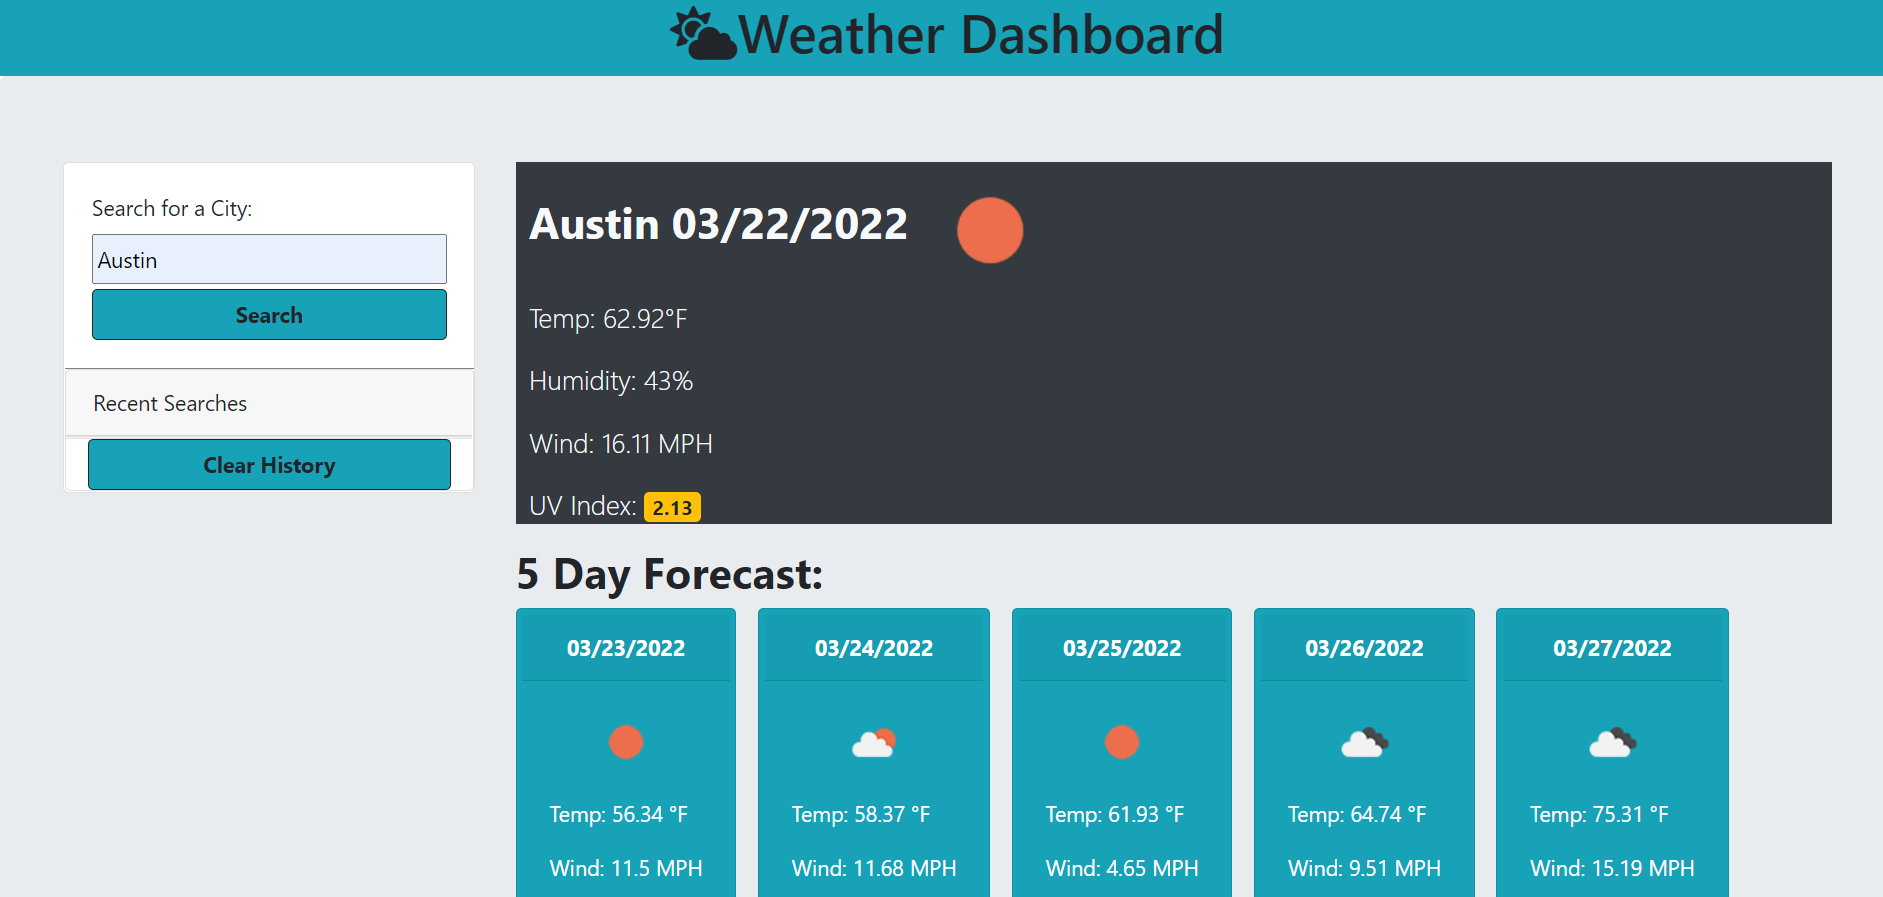 Weather Dashboard
Search for a City:
Austin
Search
Recent Searches
Clear History
Austin 03/22/2022
Temp: 62.92°F
Humidity: 43%
Wind: 16.11 MPH
UV Index: 2.13
5 Day Forecast:
03/23/2022
Temp: 56.34 °F
Wind: 11.5 MPH
03/24/2022
Temp: 58.37 °F
Wind: 11.68 MPH
03/25/2022
Temp: 61.93 °F
Wind: 4.65 MPH
03/26/2022
Temp: 64.74 °F
Wind: 9.51 MPH
03/27/2022
Temp: 75.31 °F
Wind: 15.19 MPH